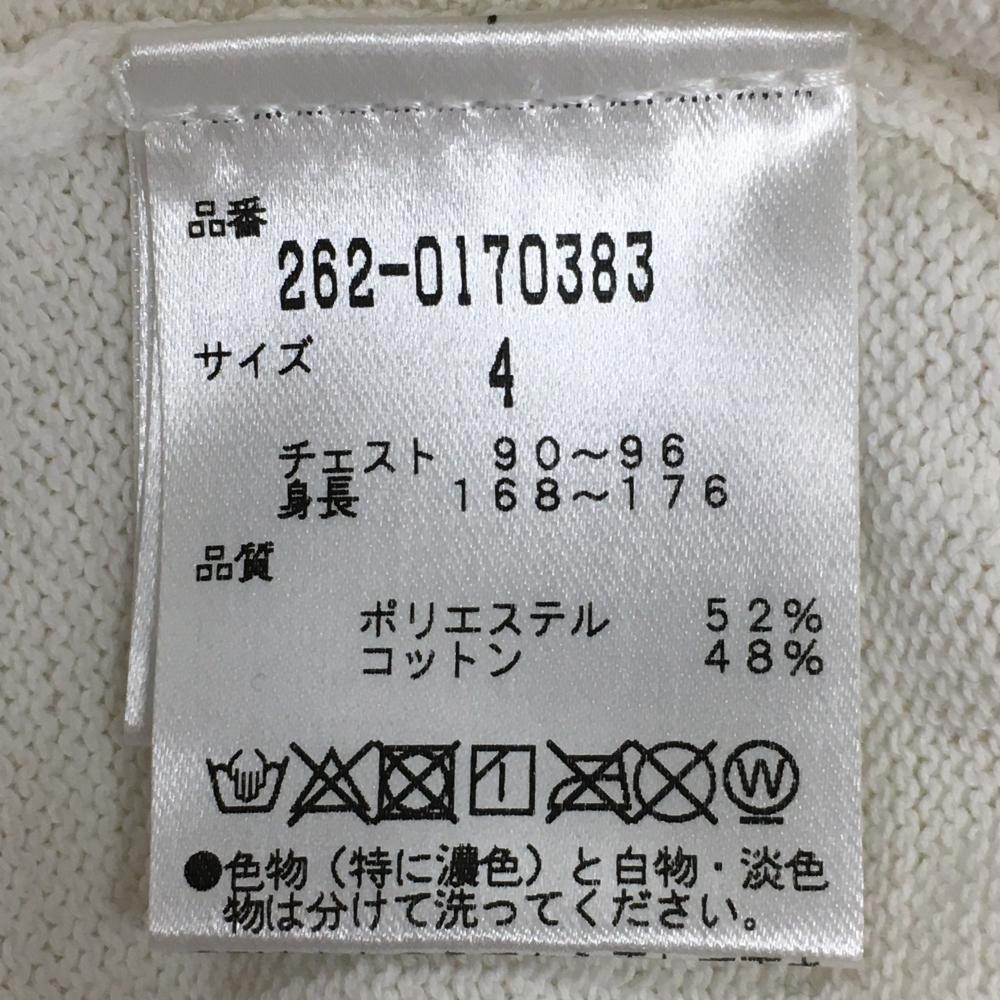 品番
262-0170383
サイズ 4
チェスト 90～96
身長 168～176
品質
ポリエステル 52%
コットン 48%
W
●色物（特に濃色）と白物・淡色
物は分けて洗ってください。